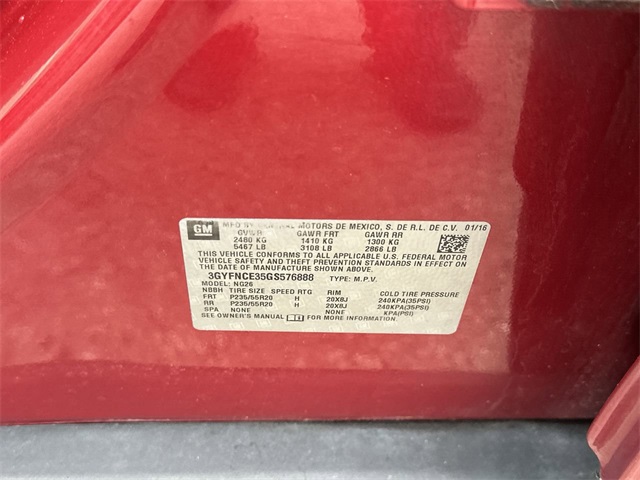 GM MFD BY GENERAL MOTORS DE MEXICO, S. DE R.L. DE C.V. 01/16
GVWR GAWR FRT GAWR RR
2480 KG 1410 KG 1300 KG
5467 LB 3108 LB 2866 LB
THIS VEHICLE CONFORMS TO ALL APPLICABLE U.S. FEDERAL MOTOR
VEHICLE SAFETY AND THEFT PREVENTION STANDARDS IN EFFECT ON
THE DATE OF MANUFACTURE SHOWN ABOVE.
3GYFNCE35GS576888 TYPE: M.P.V.
MODEL: NG26
NBBH TIRE SIZE SPEED RTG RIM COLD TIRE PRESSURE
FRT P235/55R20 H 20X8J 240KPA(35PSI)
RR P235/55R20 H 20X8J 240KPA(35PSI)
SPA NONE NONE KPA(PSI)
SEE OWNER'S MANUAL FOR MORE INFORMATION.